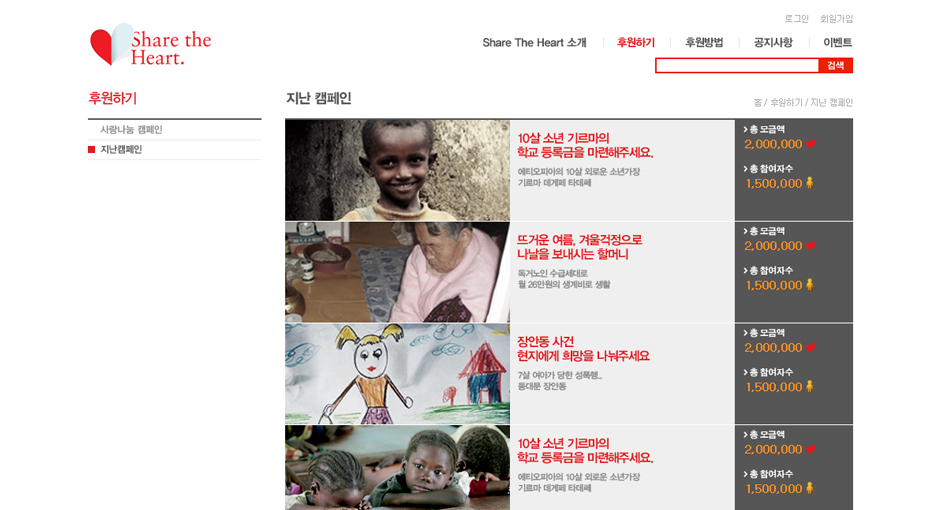 로그인 회원가입
Share the
Heart.
Share The Heart 소개 후원하기 후원방법 공지사항 이벤트
검색
후원하기
사랑나눔 캠페인
지난캠페인
지난 캠페인
홈 / 후원하기 / 지난 캠페인
10살 소년 기르마의
학교 등록금을 마련해주세요.
에티오피아의 10살 외로운 소년가장
기르마 데게페 타데쎄
총 모금액
2,000,000
총 참여자수
1,500,000
뜨거운 여름, 겨울걱정으로
나날을 보내시는 할머니
독거노인 수급세대로
월 26만원의 생계비로 생활
총 모금액
2,000,000
총 참여자수
1,500,000
장안동 사건
현지에게 희망을 나눠주세요
7살 여아가 당한 성폭행...
동대문 장안동
총 모금액
2,000,000
총 참여자수
1,500,000
10살 소년 기르마의
학교 등록금을 마련해주세요.
에티오피아의 10살 외로운 소년가장
기르마 데게페 타데쎄
총 모금액
2,000,000
총 참여자수
1,500,000